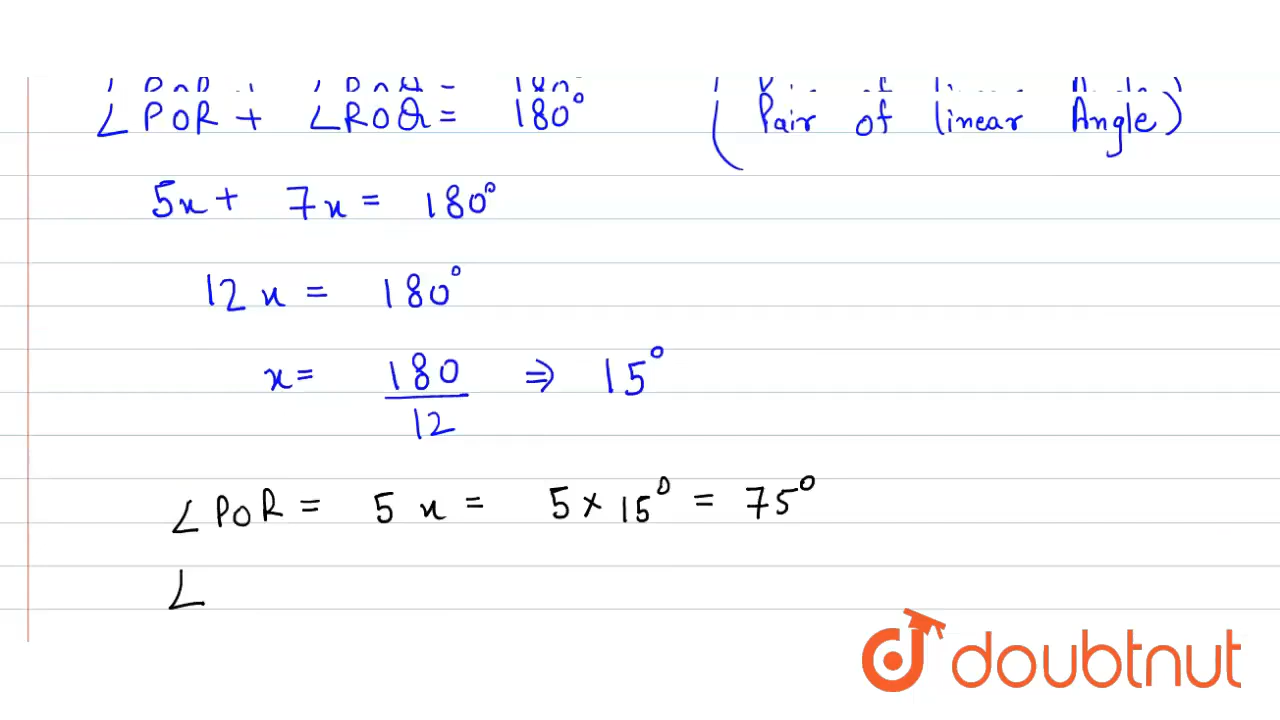 ∠POR + ∠ROQ = 180° (Pair of linear Angle)
5x + 7x = 180°
12x = 180°
x = 180/12 ⇒ 15°
∠POR = 5x = 5 × 15° = 75°
∠
doubtnut